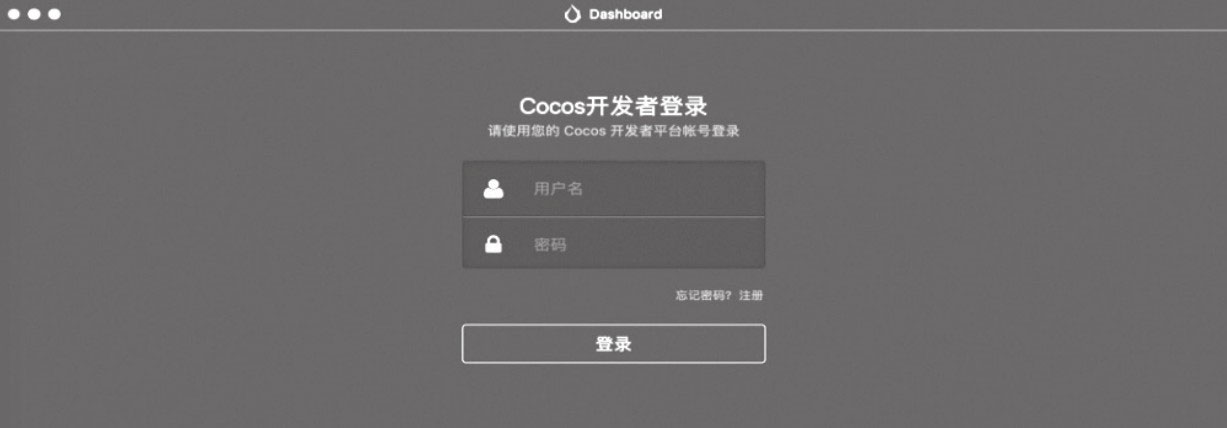 Dashboard
Cocos开发者登录
请使用您的 Cocos 开发者平台帐号登录
用户名
密码
忘记密码? 注册
登录